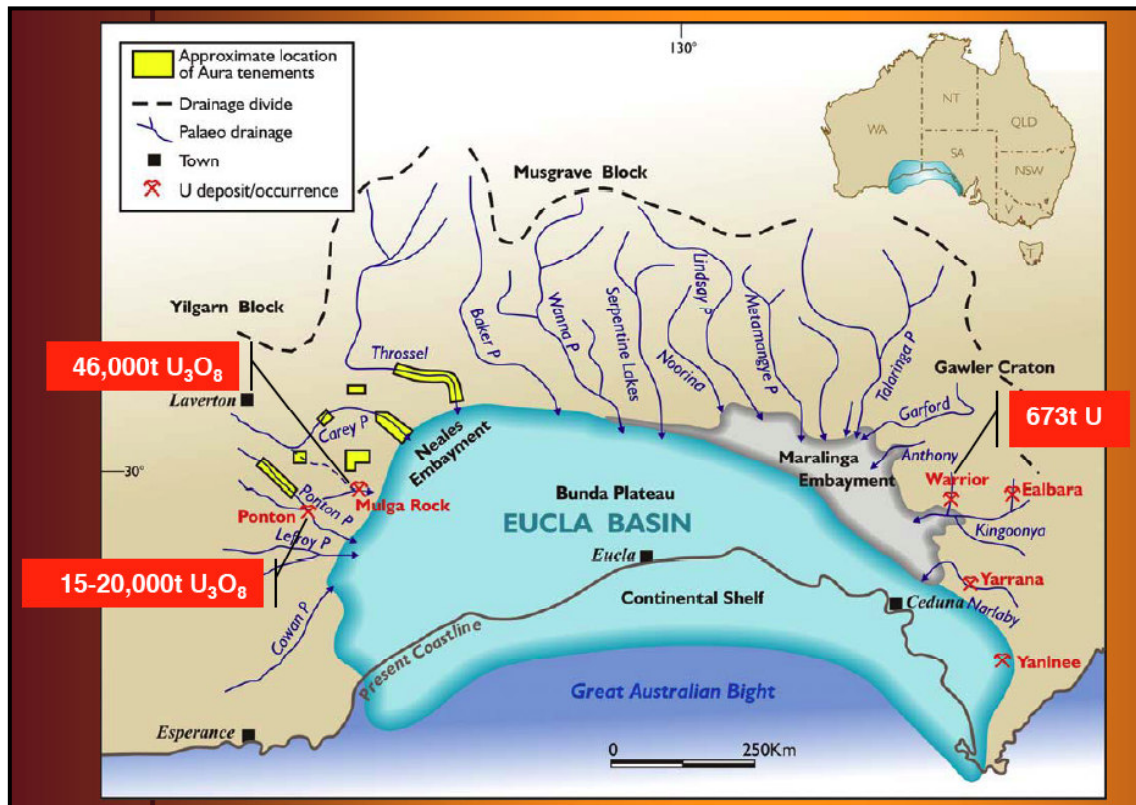 130°
Approximate location
of Aura tenements
Drainage divide
Palaeo drainage
Town
U deposit/occurrence
NT
WA
QLD
SA
NSW
V
T
Musgrave Block
Yilgarn Block
46,000t U₃O₈
Laverton
Throssel
Baker P
Wanna P
Serpentine Lakes
Noorina
Lindsay P
Metamangye P
Talaringa P
Gawler Craton
Garford
673t U
Carey P
Neales
Embayment
Maralinga
Embayment
Anthony
30°
Warrior
Ealbara
Ponton P
Mulga Rock
Bunda Plateau
Ponton
EUCLA BASIN
Kingoonya
Lefroy P
Eucla
15-20,000t U₃O₈
Yarrana
Continental Shelf
Ceduna
Narlaby
Cowan P
Present Coastline
Yaninee
Great Australian Bight
Esperance
0 250Km